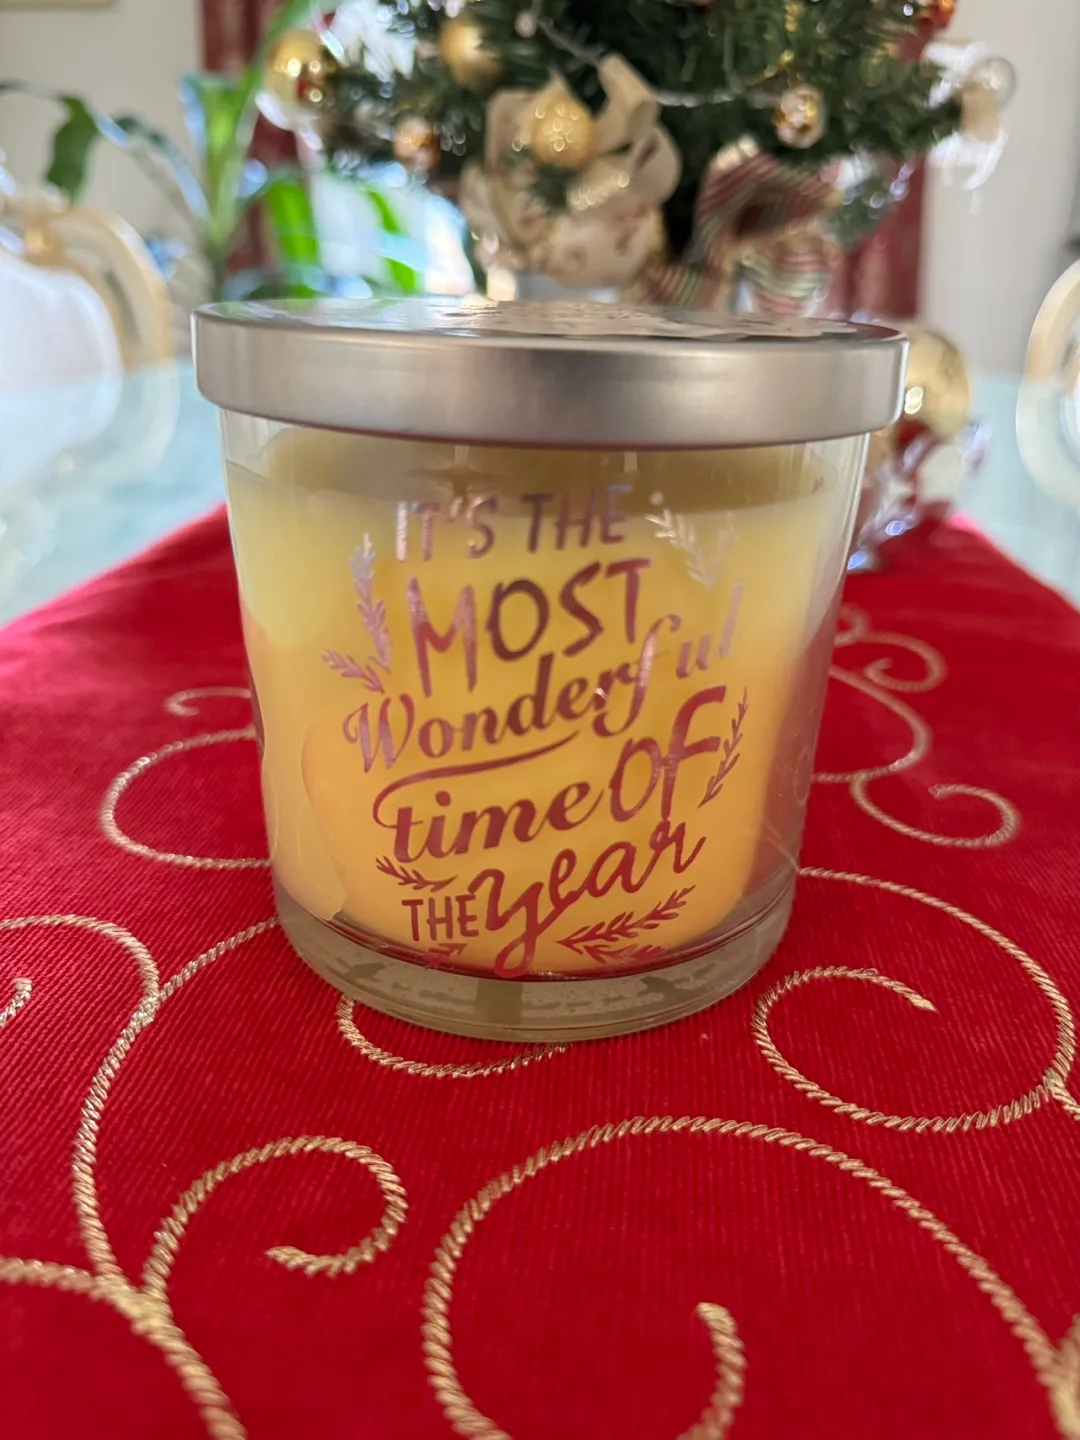 IT'S THE
MOST
Wonderful
time OF
THE Year